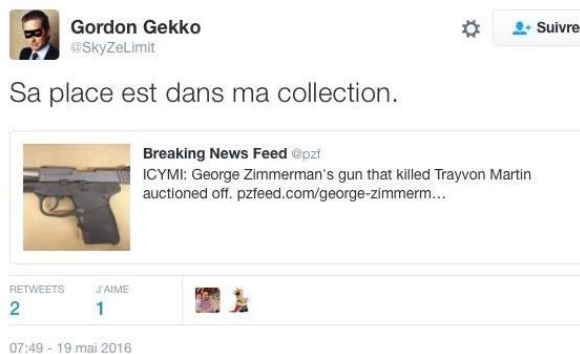 Gordon Gekko
@SkyZeLimit
Suivre
Sa place est dans ma collection.
Breaking News Feed @pzf
ICYMI: George Zimmerman's gun that killed Trayvon Martin
auctioned off. pzfeed.com/george-zimmerm...
RETWEETS J'AIME
2 1
07:49 - 19 mai 2016